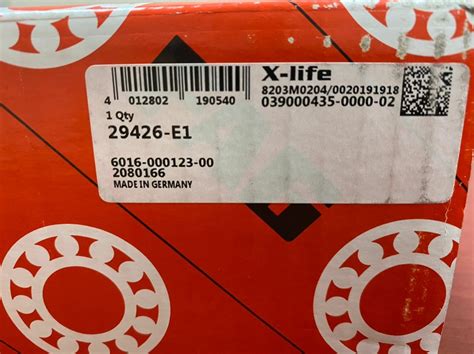 X-life
8203M0204/0020191918
039000435-0000-02
4 012802 190540
1 Qty
29426-E1
6016-000123-00
2080166
MADE IN GERMANY